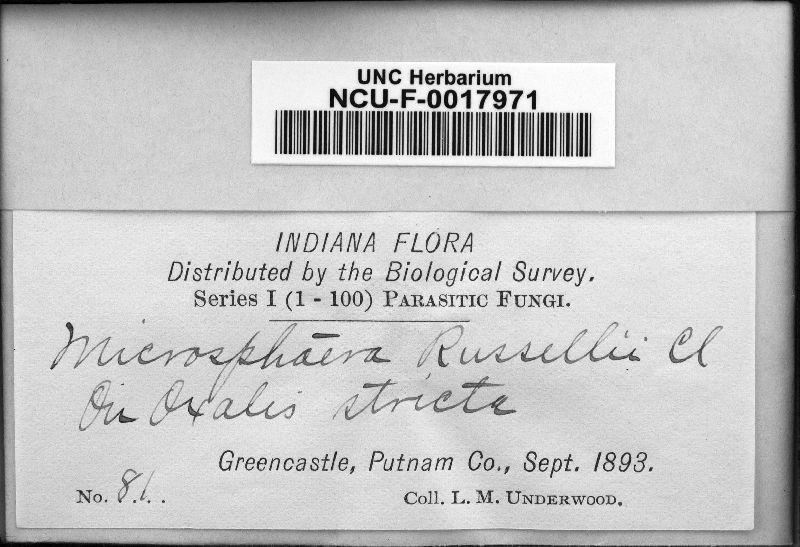 UNC Herbarium
NCU-F-0017971
INDIANA FLORA
Distributed by the Biological Survey.
Series I (1 - 100) PARASITIC FUNGI.
Microsphaera Russellii Cl
On Oxalis stricta
Greencastle, Putnam Co., Sept. 1893.
No. 81.
Coll. L. M. UNDERWOOD.